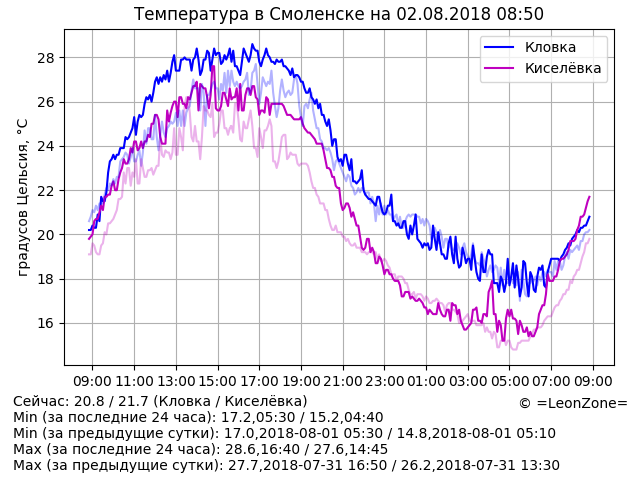 Температура в Смоленске на 02.08.2018 08:50
Кловка
Киселёвка
градусов Цельсия, °C
28
26
24
22
20
18
16
09:00 11:00 13:00 15:00 17:00 19:00 21:00 23:00 01:00 03:00 05:00 07:00 09:00
Сейчас: 20.8 / 21.7 (Кловка / Киселёвка)
© =LeonZone=
Min (за последние 24 часа): 17.2,05:30 / 15.2,04:40
Min (за предыдущие сутки): 17.0,2018-08-01 05:30 / 14.8,2018-08-01 05:10
Max (за последние 24 часа): 28.6,16:40 / 27.6,14:45
Max (за предыдущие сутки): 27.7,2018-07-31 16:50 / 26.2,2018-07-31 13:30